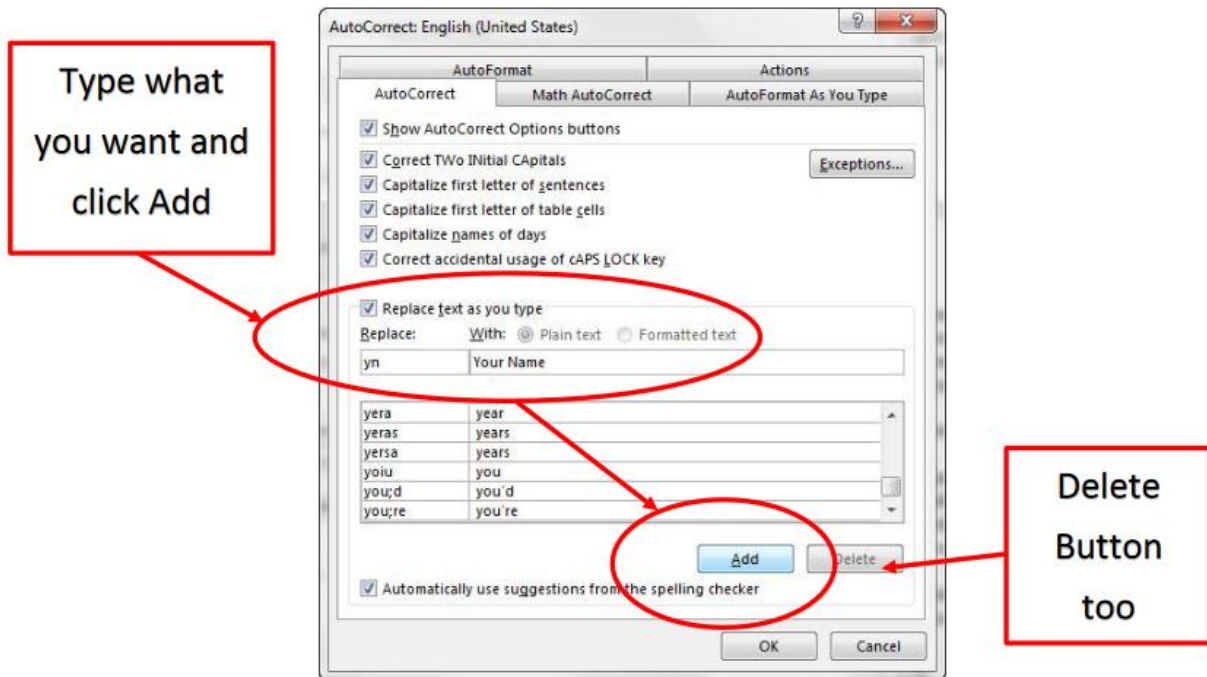 AutoCorrect: English (United States)
?
Type what
you want and
click Add
AutoFormat
Actions
AutoCorrect
Math AutoCorrect
AutoFormat As You Type
Show AutoCorrect Options buttons
Correct TWo INitial CApitals
Exceptions...
Capitalize first letter of sentences
Capitalize first letter of table cells
Capitalize names of days
Correct accidental usage of cAPS LOCK key
Replace text as you type
Replace: With: Plain text Formatted text
yn Your Name
yera year
yeras years
yersa years
yoiu you
you;d you'd
you;re you're
Add Delete
Automatically use suggestions from the spelling checker
OK Cancel
Delete
Button
too